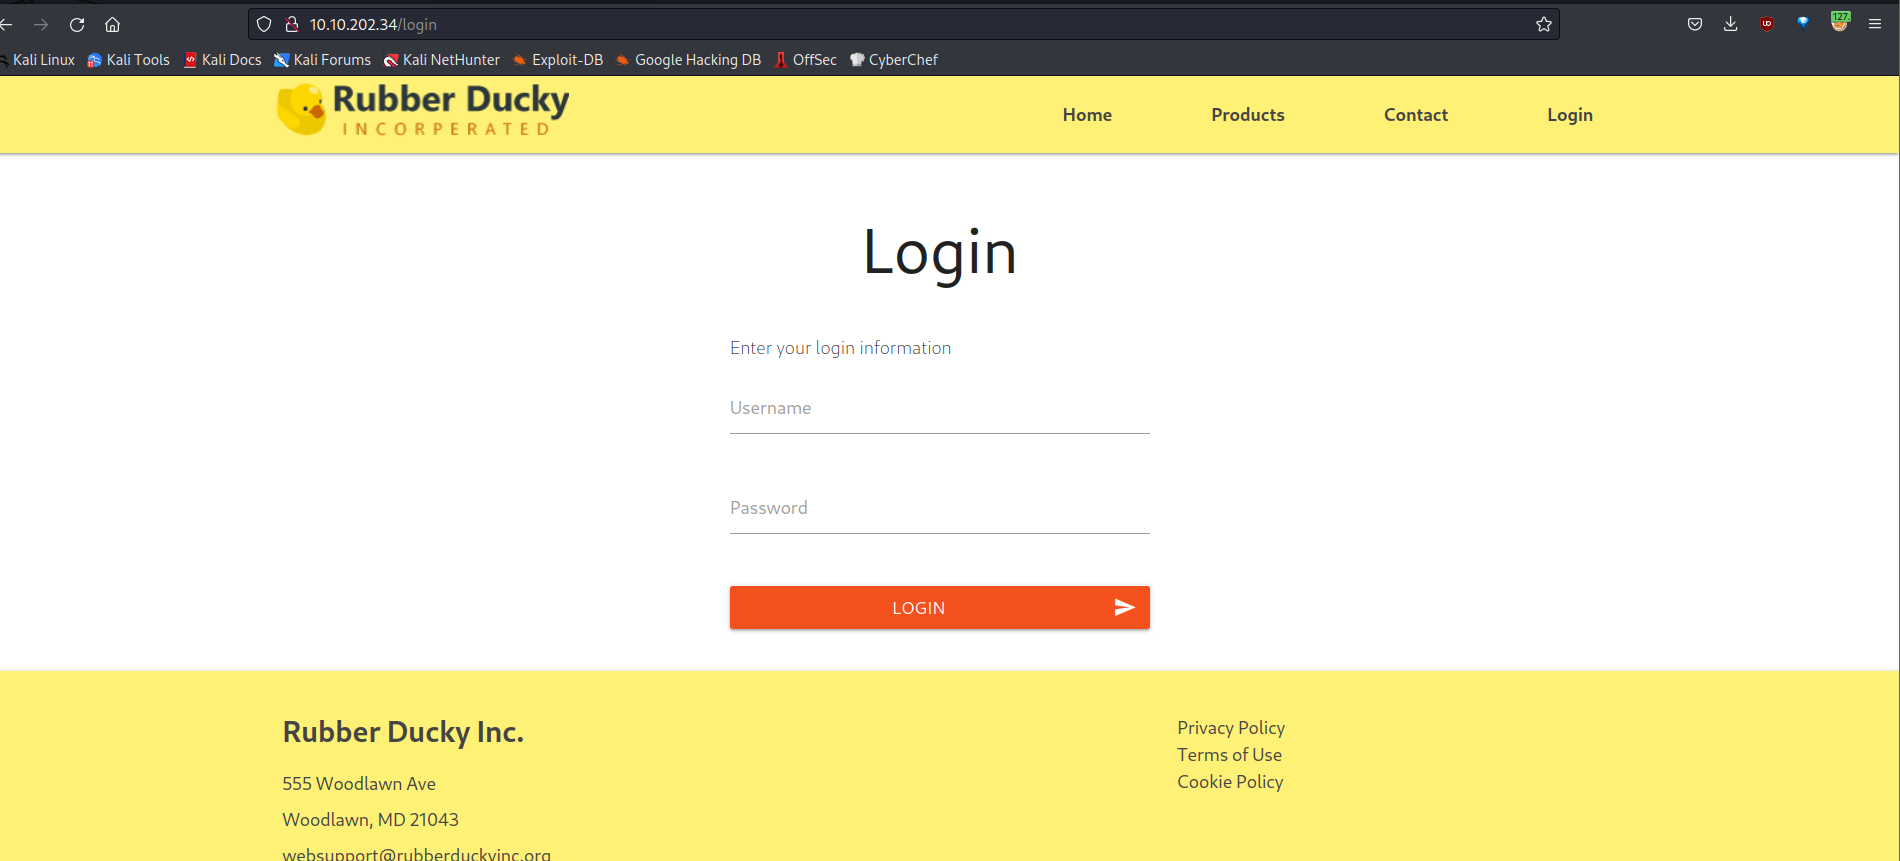 10.10.202.34/login
127.
Kali Linux Kali Tools Kali Docs Kali Forums Kali NetHunter Exploit-DB Google Hacking DB OffSec CyberChef
Rubber Ducky
INCORPERATED
Home Products Contact Login
Login
Enter your login information
Username
Password
LOGIN
Rubber Ducky Inc.
555 Woodlawn Ave
Woodlawn, MD 21043
websupport@rubberduckyinc.org
Privacy Policy
Terms of Use
Cookie Policy